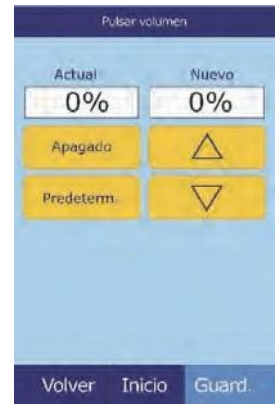 Pulsar volumen
Actual Nuevo
0% 0%
Apagado
Predeterm.
Volver Inicio Guard.